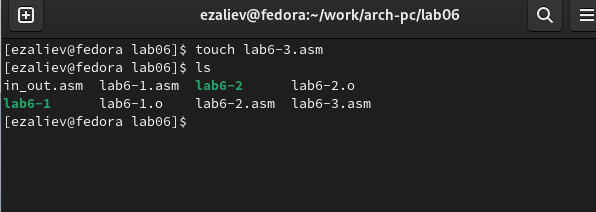 ezaliev@fedora:~/work/arch-pc/lab06
[ezaliev@fedora lab06]$ touch lab6-3.asm
[ezaliev@fedora lab06]$ ls
in_out.asm  lab6-1.asm  lab6-2      lab6-2.o
lab6-1      lab6-1.o    lab6-2.asm  lab6-3.asm
[ezaliev@fedora lab06]$